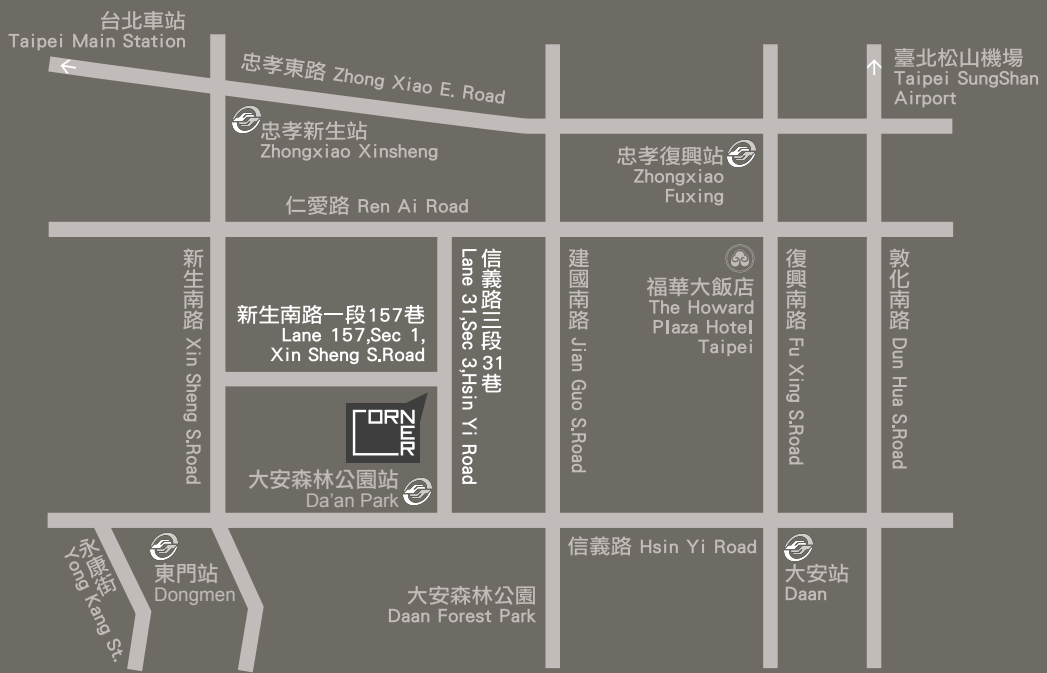 台北車站
Taipei Main Station
忠孝東路 Zhong Xiao E. Road
臺北松山機場
Taipei SungShan
Airport
忠孝新生站
Zhongxiao Xinsheng
忠孝復興站
Zhongxiao
Fuxing
仁愛路 Ren Ai Road
新生南路 Xin Sheng S.Road
新生南路一段157巷
Lane 157,Sec 1,
Xin Sheng S.Road
信義路三段31巷
Lane 31,Sec 3,Hsin Yi Road
建國南路 Jian Guo S.Road
福華大飯店
The Howard
Plaza Hotel
Taipei
復興南路 Fu Xing S.Road
敦化南路 Dun Hua S.Road
CORNER
大安森林公園站
Da'an Park
信義路 Hsin Yi Road
永康街
Yong Kang St.
東門站
Dongmen
大安森林公園
Daan Forest Park
大安站
Daan